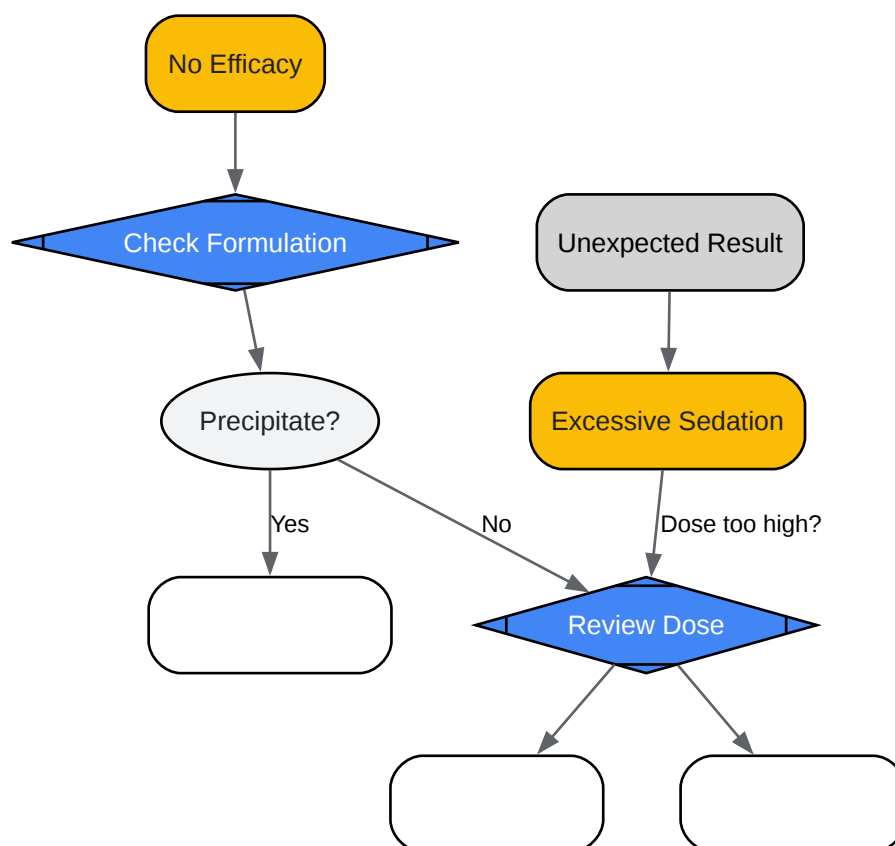 No Efficacy
Check Formulation
Unexpected Result
Precipitate?
Excessive Sedation
Yes
No
Dose too high?
Review Dose